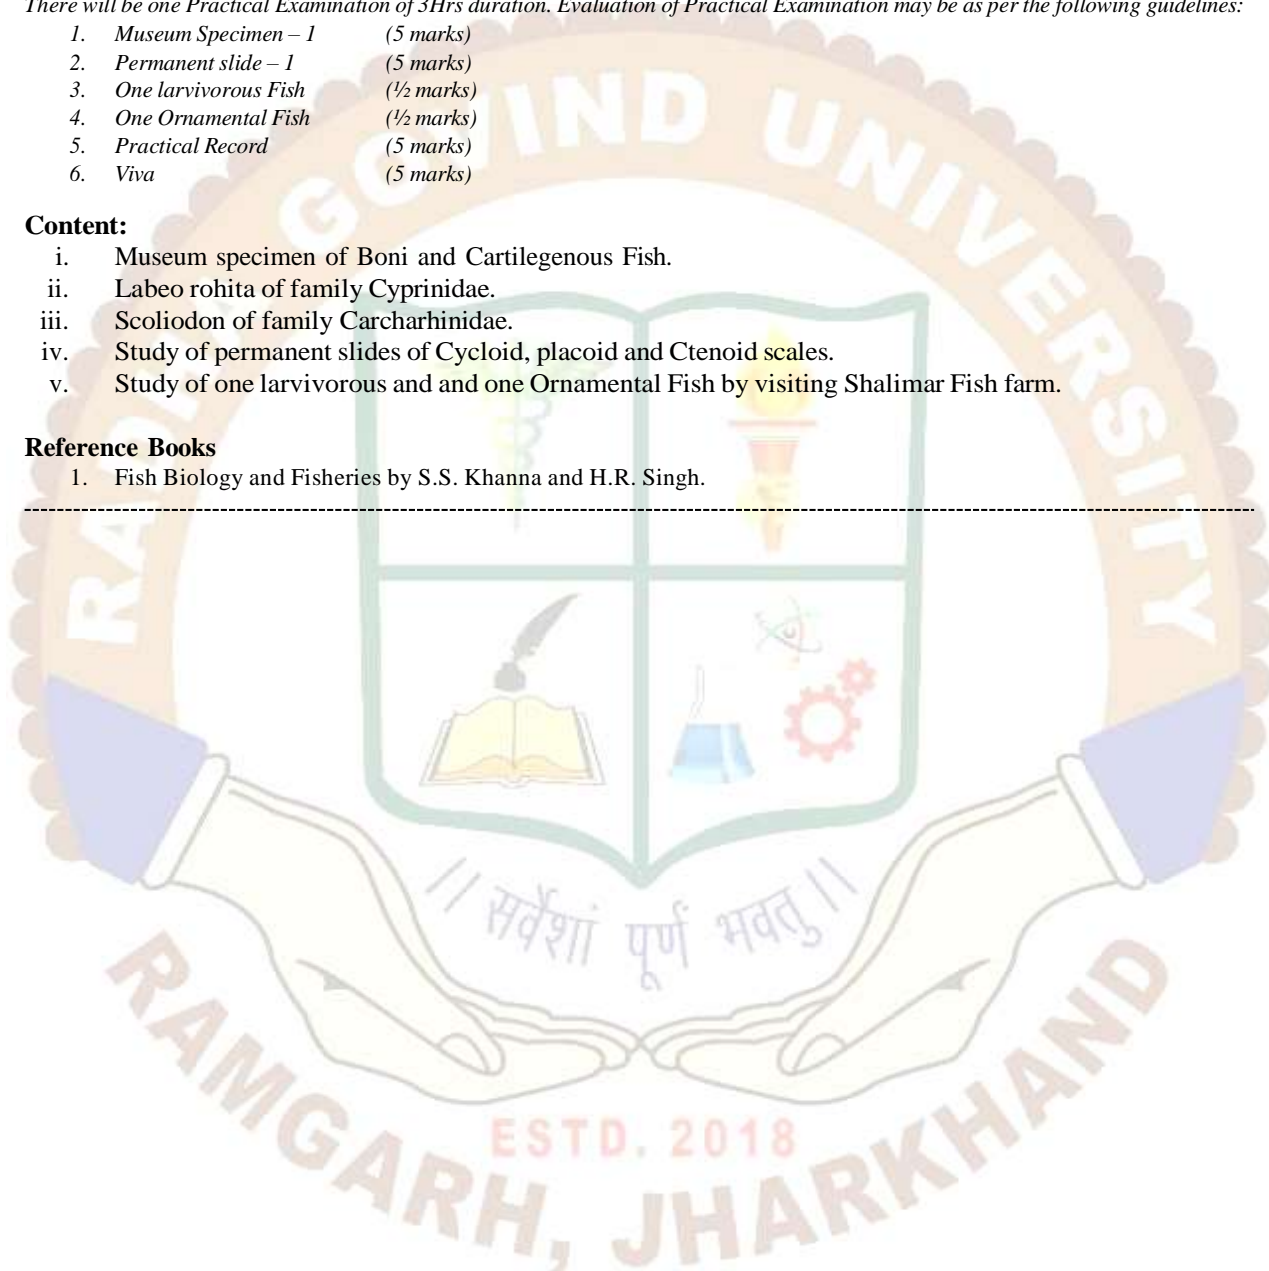 There will be one Practical Examination of 3Hrs duration. Evaluation of Practical Examination may be as per the following guidelines:
1. Museum Specimen – 1 (5 marks)
2. Permanent slide – 1 (5 marks)
3. One larvivorous Fish (½ marks)
4. One Ornamental Fish (½ marks)
5. Practical Record (5 marks)
6. Viva (5 marks)
Content:
i. Museum specimen of Boni and Cartilegenous Fish.
ii. Labeo rohita of family Cyprinidae.
iii. Scoliodon of family Carcharhinidae.
iv. Study of permanent slides of Cycloid, placoid and Ctenoid scales.
v. Study of one larvivorous and and one Ornamental Fish by visiting Shalimar Fish farm.
Reference Books
1. Fish Biology and Fisheries by S.S. Khanna and H.R. Singh.
RADHA GOVIND UNIVERSITY
// सर्वेशां पूर्णं भवतु //
ESTD. 2018
RAMGARH, JHARKHAND